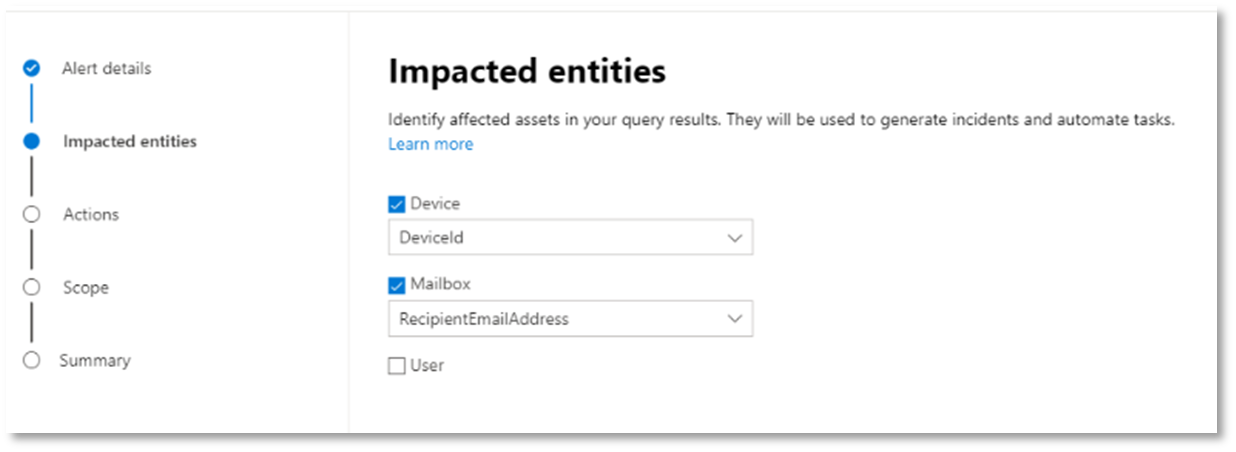 Alert details
Impacted entities
Actions
Scope
Summary
Impacted entities
Identify affected assets in your query results. They will be used to generate incidents and automate tasks.
Learn more
Device
DeviceId
Mailbox
RecipientEmailAddress
User